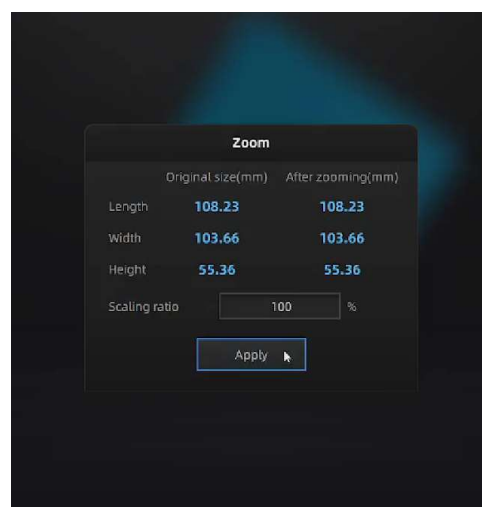 Zoom
Original size(mm) After zooming(mm)
Length 108.23 108.23
Width 103.66 103.66
Height 55.36 55.36
Scaling ratio 100 %
Apply